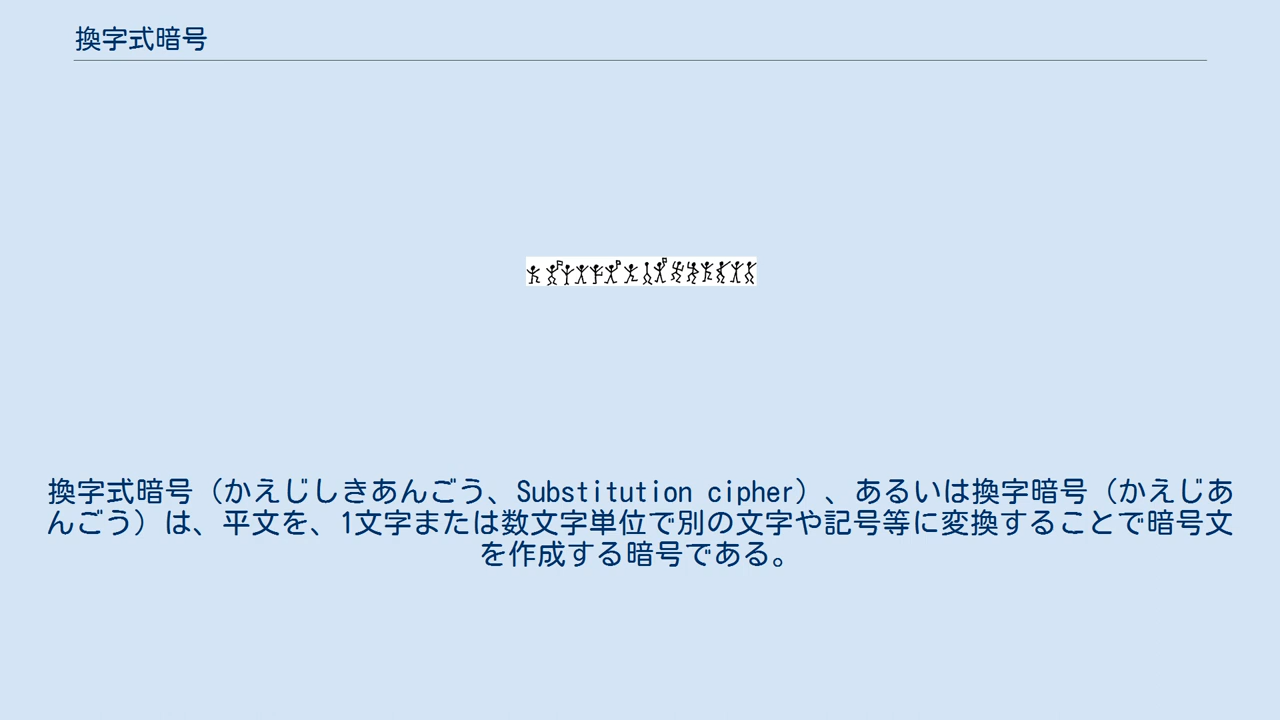 換字式暗号
換字式暗号（かえじしきあんごう、Substitution cipher）、あるいは換字暗号（かえじあ
んごう）は、平文を、1文字または数文字単位で別の文字や記号等に変換することで暗号文
を作成する暗号である。